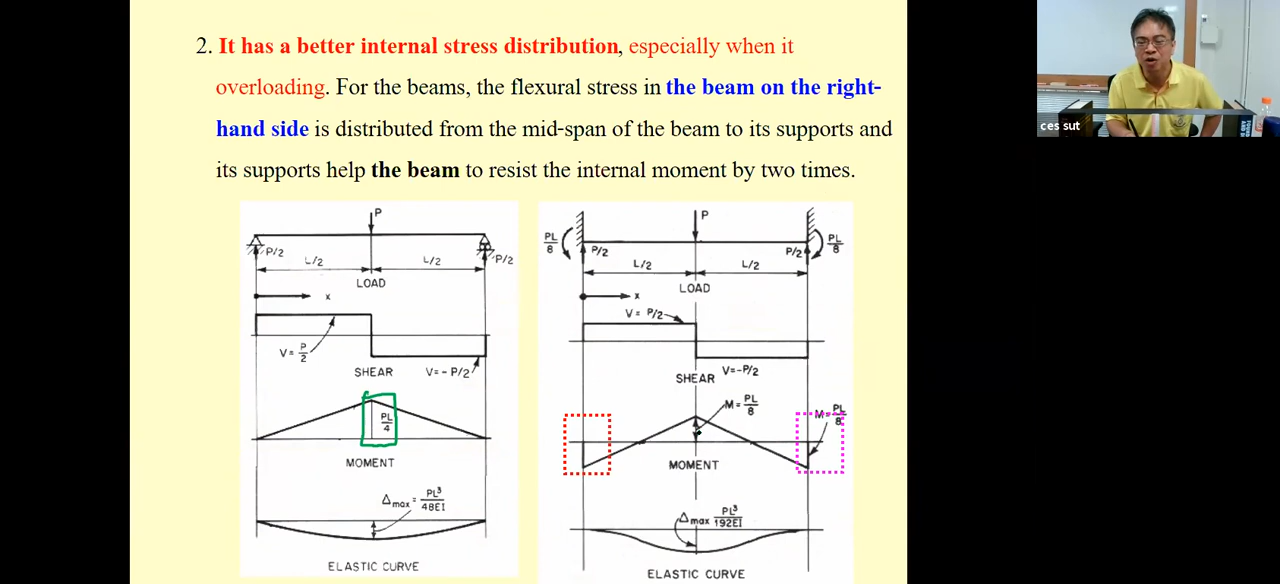 2. It has a better internal stress distribution, especially when it
overloading. For the beams, the flexural stress in the beam on the right-
hand side is distributed from the mid-span of the beam to its supports and
its supports help the beam to resist the internal moment by two times.
P
P/2
P/2
L/2
L/2
LOAD
x
V= P/2
SHEAR
V=-P/2
PL/4
MOMENT
Δmax = PL³/48EI
ELASTIC CURVE
P
PL/8
P/2
P/2
PL/8
L/2
L/2
LOAD
x
V= P/2
SHEAR
V=-P/2
M= PL/8
M= PL/8
MOMENT
Δmax PL³/192EI
ELASTIC CURVE
ces sut